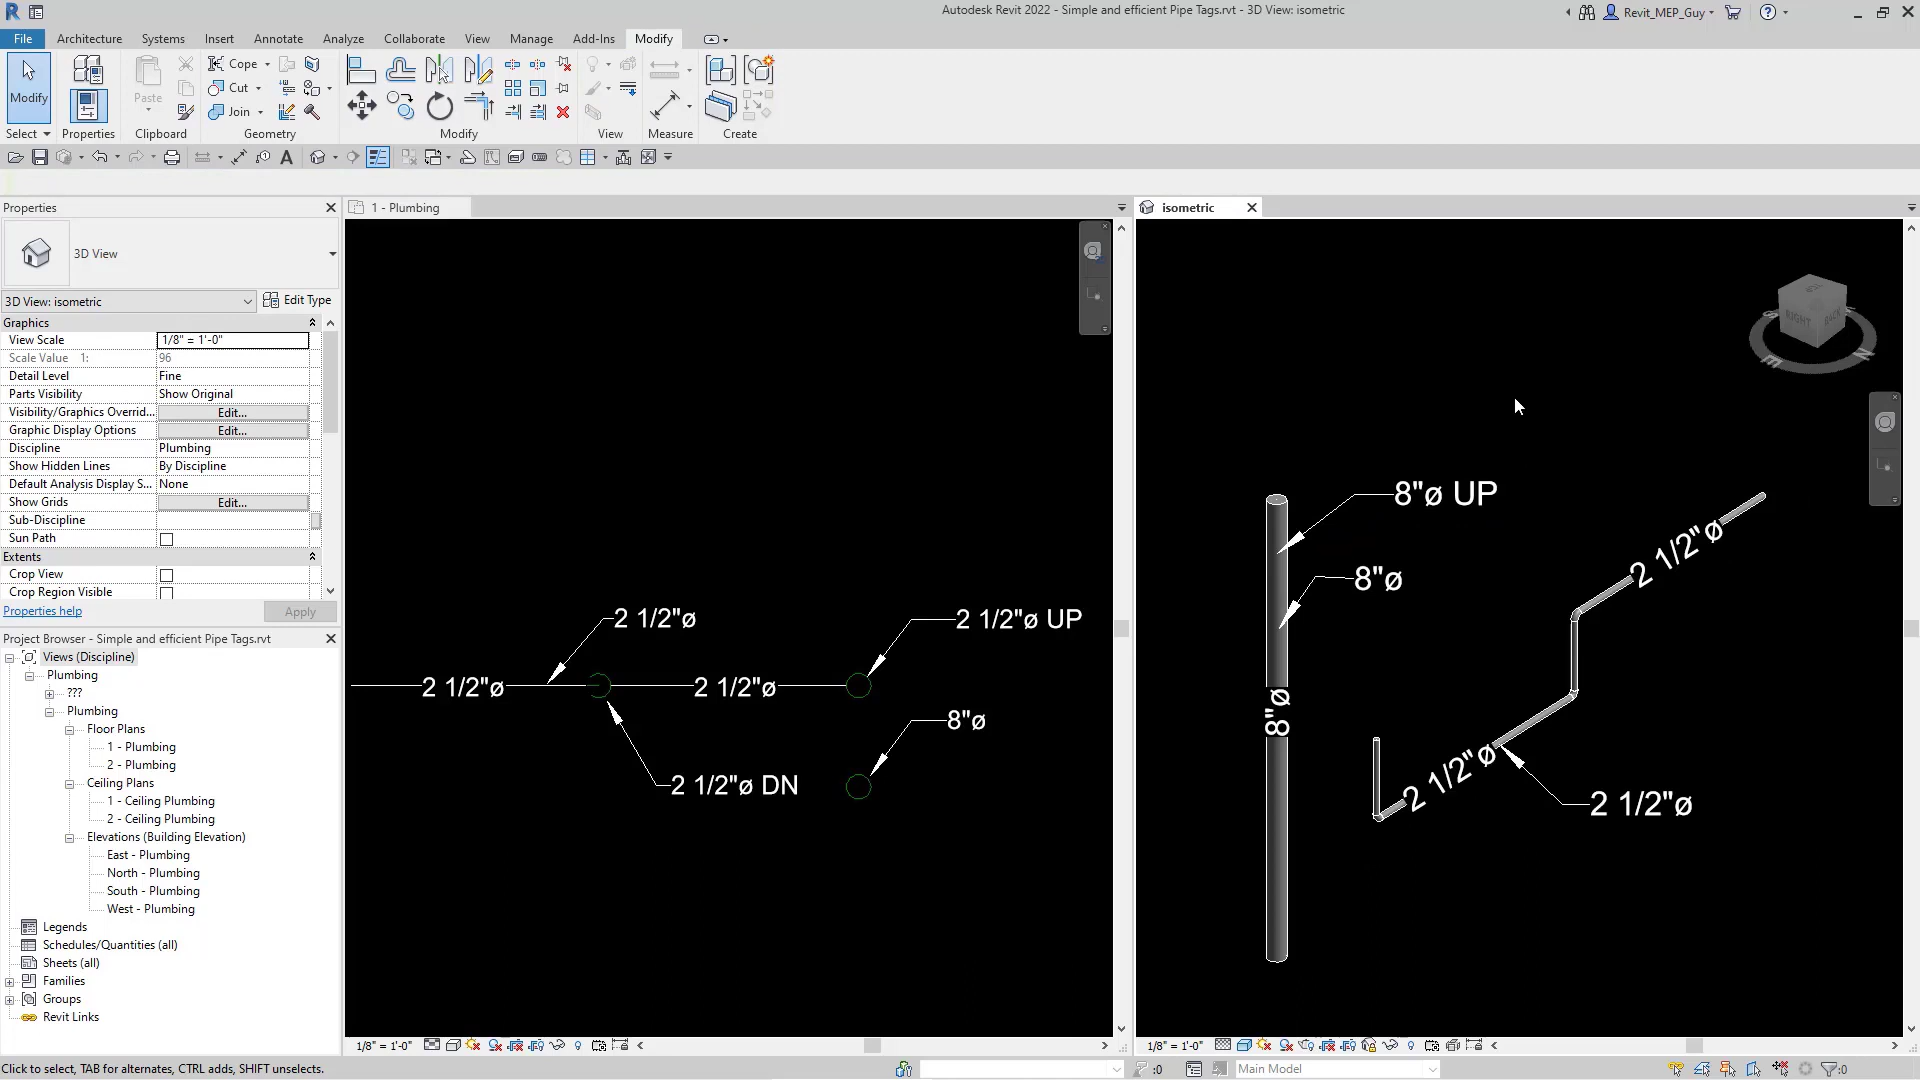 Autodesk Revit 2022 - Simple and efficient Pipe Tags.rvt - 3D View: isometric
Revit_MEP_Guy
File Architecture Systems Insert Annotate Analyze Collaborate View Manage Add-Ins Modify
Modify
Paste
Cope
Cut
Join
Select Properties Clipboard Geometry Modify View Measure Create
Properties
1 - Plumbing
isometric
3D View
3D View: isometric
Edit Type
Graphics
View Scale 1/8" = 1'-0"
Scale Value 1: 96
Detail Level Fine
Parts Visibility Show Original
Visibility/Graphics Overrid... Edit...
Graphic Display Options Edit...
Discipline Plumbing
Show Hidden Lines By Discipline
Default Analysis Display S... None
Show Grids Edit...
Sub-Discipline
Sun Path
Extents
Crop View
Crop Region Visible
Properties help
Apply
Project Browser - Simple and efficient Pipe Tags.rvt
Views (Discipline)
Plumbing
???
Plumbing
Floor Plans
1 - Plumbing
2 - Plumbing
Ceiling Plans
1 - Ceiling Plumbing
2 - Ceiling Plumbing
Elevations (Building Elevation)
East - Plumbing
North - Plumbing
South - Plumbing
West - Plumbing
Legends
Schedules/Quantities (all)
Sheets (all)
Families
Groups
Revit Links
2 1/2"ø
2 1/2"ø UP
2 1/2"ø
2 1/2"ø
8"ø
2 1/2"ø DN
RIGHT
BACK
E
N
8"ø UP
8"ø
2 1/2"ø
8"ø
2 1/2"ø
2 1/2"ø
1/8" = 1'-0"
1/8" = 1'-0"
Click to select, TAB for alternates, CTRL adds, SHIFT unselects.
:0
Main Model
:0